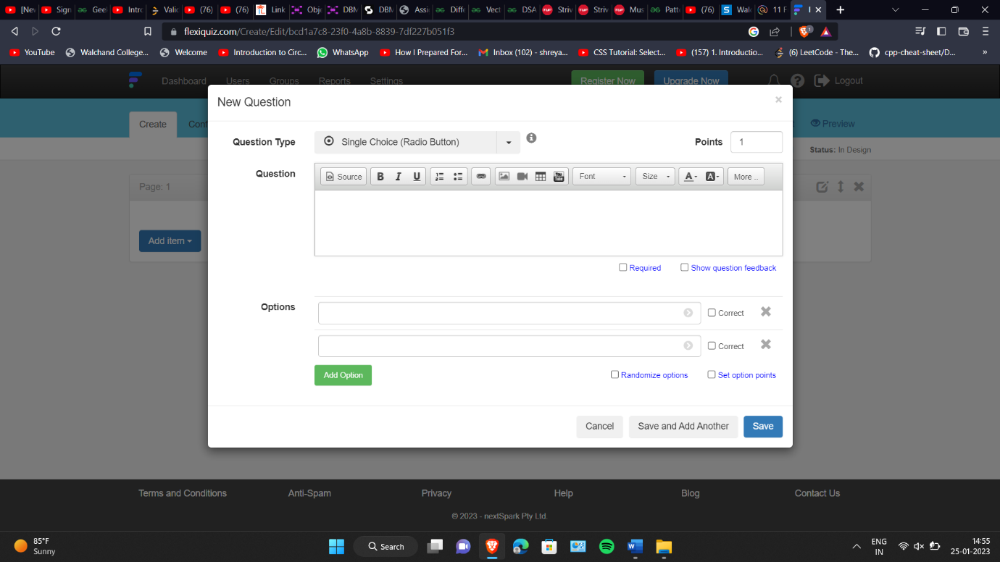 [Nev Sign Gee Intro Valic (76) (76) Link Obje DBM DBM Assi Diffe Vect DSA Striv Striv Mus Patt (76) Walc 11 F I
flexiquiz.com/Create/Edit/bcd1a7c8-23f0-4a8b-8839-7df227b051f3 1
YouTube Walchand College... Welcome Introduction to Circ... WhatsApp How I Prepared For... Inbox (102) - shreya... CSS Tutorial: Select... (157) 1. Introductio... (6) LeetCode - The... cpp-cheat-sheet/D... »
Dashboard Users Groups Reports Settings Register Now Upgrade Now Logout
New Question ×
Create Conf Preview
Question Type Single Choice (Radio Button) Points 1
Status: In Design
Question Source B I U Font Size A A More ..
Page: 1
Add item
Required Show question feedback
Options Correct
Correct
Add Option Randomize options Set option points
Cancel Save and Add Another Save
Terms and Conditions Anti-Spam Privacy Help Blog Contact Us
© 2023 - nextSpark Pty Ltd.
85°F
Sunny
Search
ENG
IN
14:55
25-01-2023